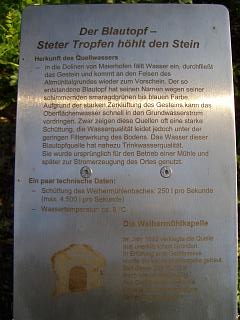 Der Blautopf –
Steter Tropfen höhlt den Stein
Herkunft des Quellwassers
– In die Dolinen von Maierhofen fällt Wasser ein, durchfließt
das Gestein und kommt an den Felsen des
Altmühltalgrundes wieder zum Vorschein. Der so
entstandene Blautopf hat seinen Namen wegen seiner
schimmernden smaragdgrünen bis blauen Farbe.
Aufgrund der starken Zerklüftung des Gesteins kann das
Oberflächenwasser schnell in den Grundwasserstrom
vordringen. Zwar zeigen diese Quellen oft eine starke
Schüttung, die Wasserqualität leidet jedoch unter der
geringen Filterwirkung des Bodens. Das Wasser dieser
Blautopfquelle hat nahezu Trinkwasserqualität.
Sie wurde ursprünglich für den Betrieb einer Mühle und
später zur Stromerzeugung des Ortes genutzt.
Ein paar technische Daten:
– Schüttung des Weihermühlbaches: 250 l pro Sekunde
(max. 4.500 l pro Sekunde)
– Wassertemperatur: ca. 8 °C
Die Weihermühlkapelle
die Quelle